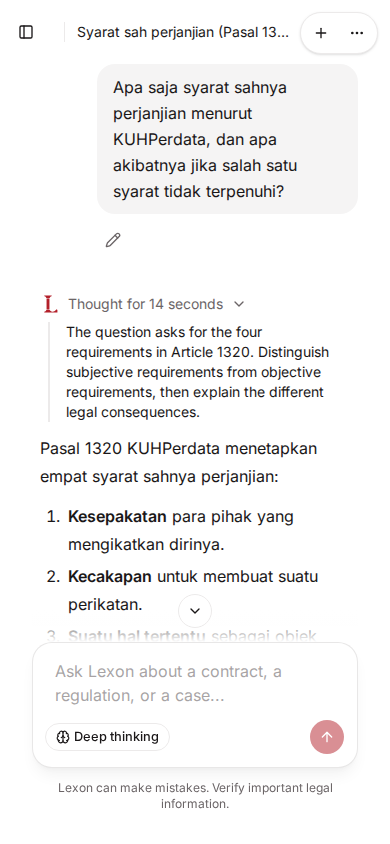 Syarat sah perjanjian (Pasal 13...
Apa saja syarat sahnya
perjanjian menurut
KUHPerdata, dan apa
akibatnya jika salah satu
syarat tidak terpenuhi?
L Thought for 14 seconds
The question asks for the four
requirements in Article 1320. Distinguish
subjective requirements from objective
requirements, then explain the different
legal consequences.
Pasal 1320 KUHPerdata menetapkan
empat syarat sahnya perjanjian:
1. Kesepakatan para pihak yang
mengikatkan dirinya.
2. Kecakapan untuk membuat suatu
perikatan.
3. Suatu hal tertentu sebagai objek
Ask Lexon about a contract, a
regulation, or a case...
Deep thinking
Lexon can make mistakes. Verify important legal
information.